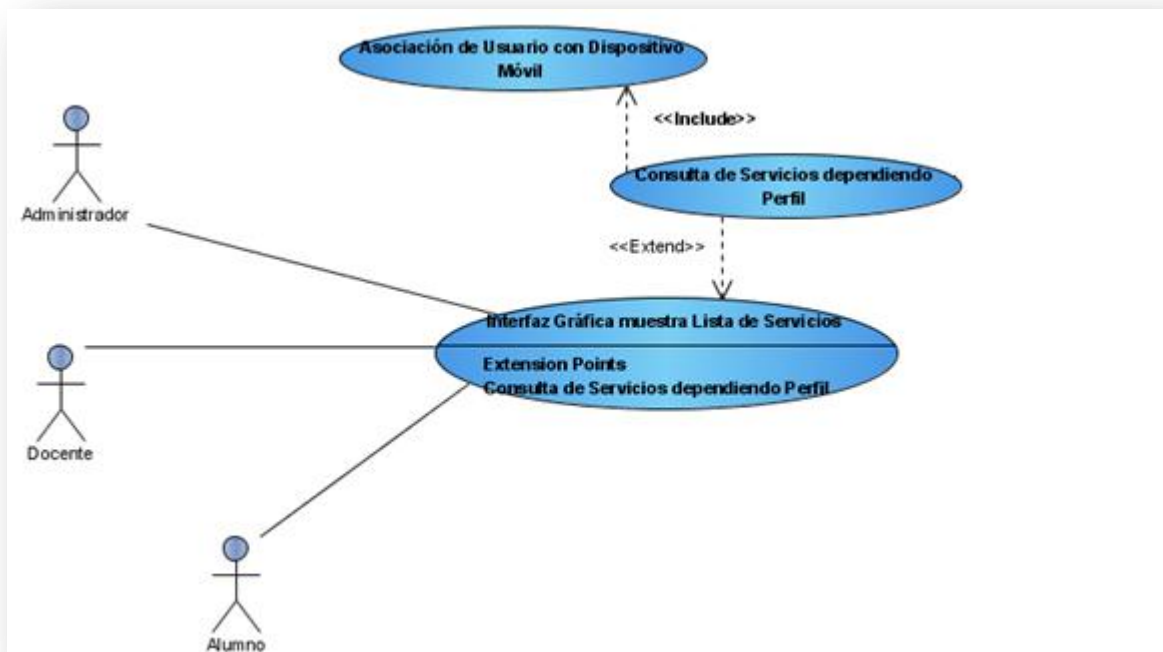 Asociación de Usuario con Dispositivo
Móvil
<<Include>>
Consulta de Servicios dependiendo
Perfil
Administrador
<<Extend>>
Interfaz Gráfica muestra Lista de Servicios
Extension Points
Consulta de Servicios dependiendo Perfil
Docente
Alumno